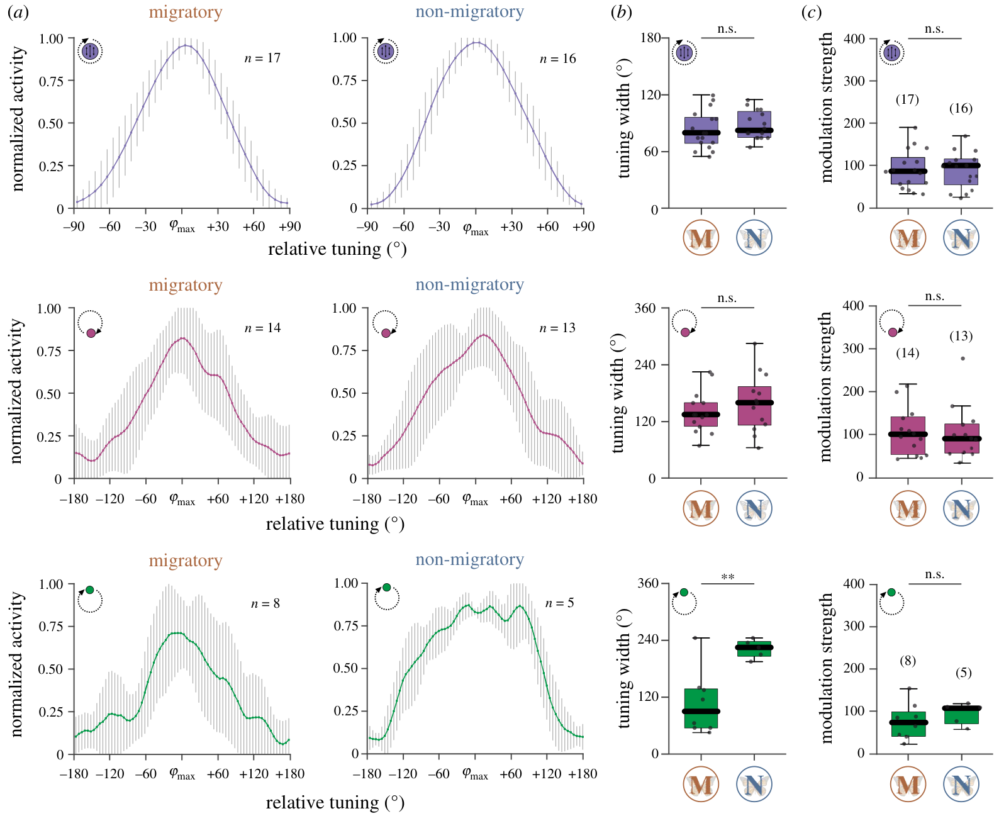 (a) migratory non-migratory (b) (c)
normalized activity
1.00
0.75
0.50
0.25
0
n = 17
–90 –60 –30 φmax +30 +60 +90
1.00
0.75
0.50
0.25
0
n = 16
–90 –60 –30 φmax +30 +60 +90
relative tuning (°)
tuning width (°)
180
120
60
0
n.s.
M N
modulation strength
400
300
200
100
0
n.s.
(17) (16)
M N
migratory non-migratory
normalized activity
1.00
0.75
0.50
0.25
0
n = 14
–180 –120 –60 φmax +60 +120 +180
1.00
0.75
0.50
0.25
0
n = 13
–180 –120 –60 φmax +60 +120 +180
relative tuning (°)
tuning width (°)
360
240
120
0
n.s.
M N
modulation strength
400
300
200
100
0
n.s.
(14) (13)
M N
migratory non-migratory
normalized activity
1.00
0.75
0.50
0.25
0
n = 8
–180 –120 –60 φmax +60 +120 +180
1.00
0.75
0.50
0.25
0
n = 5
–180 –120 –60 φmax +60 +120 +180
relative tuning (°)
tuning width (°)
360
240
120
0
**
M N
modulation strength
400
300
200
100
0
n.s.
(8) (5)
M N